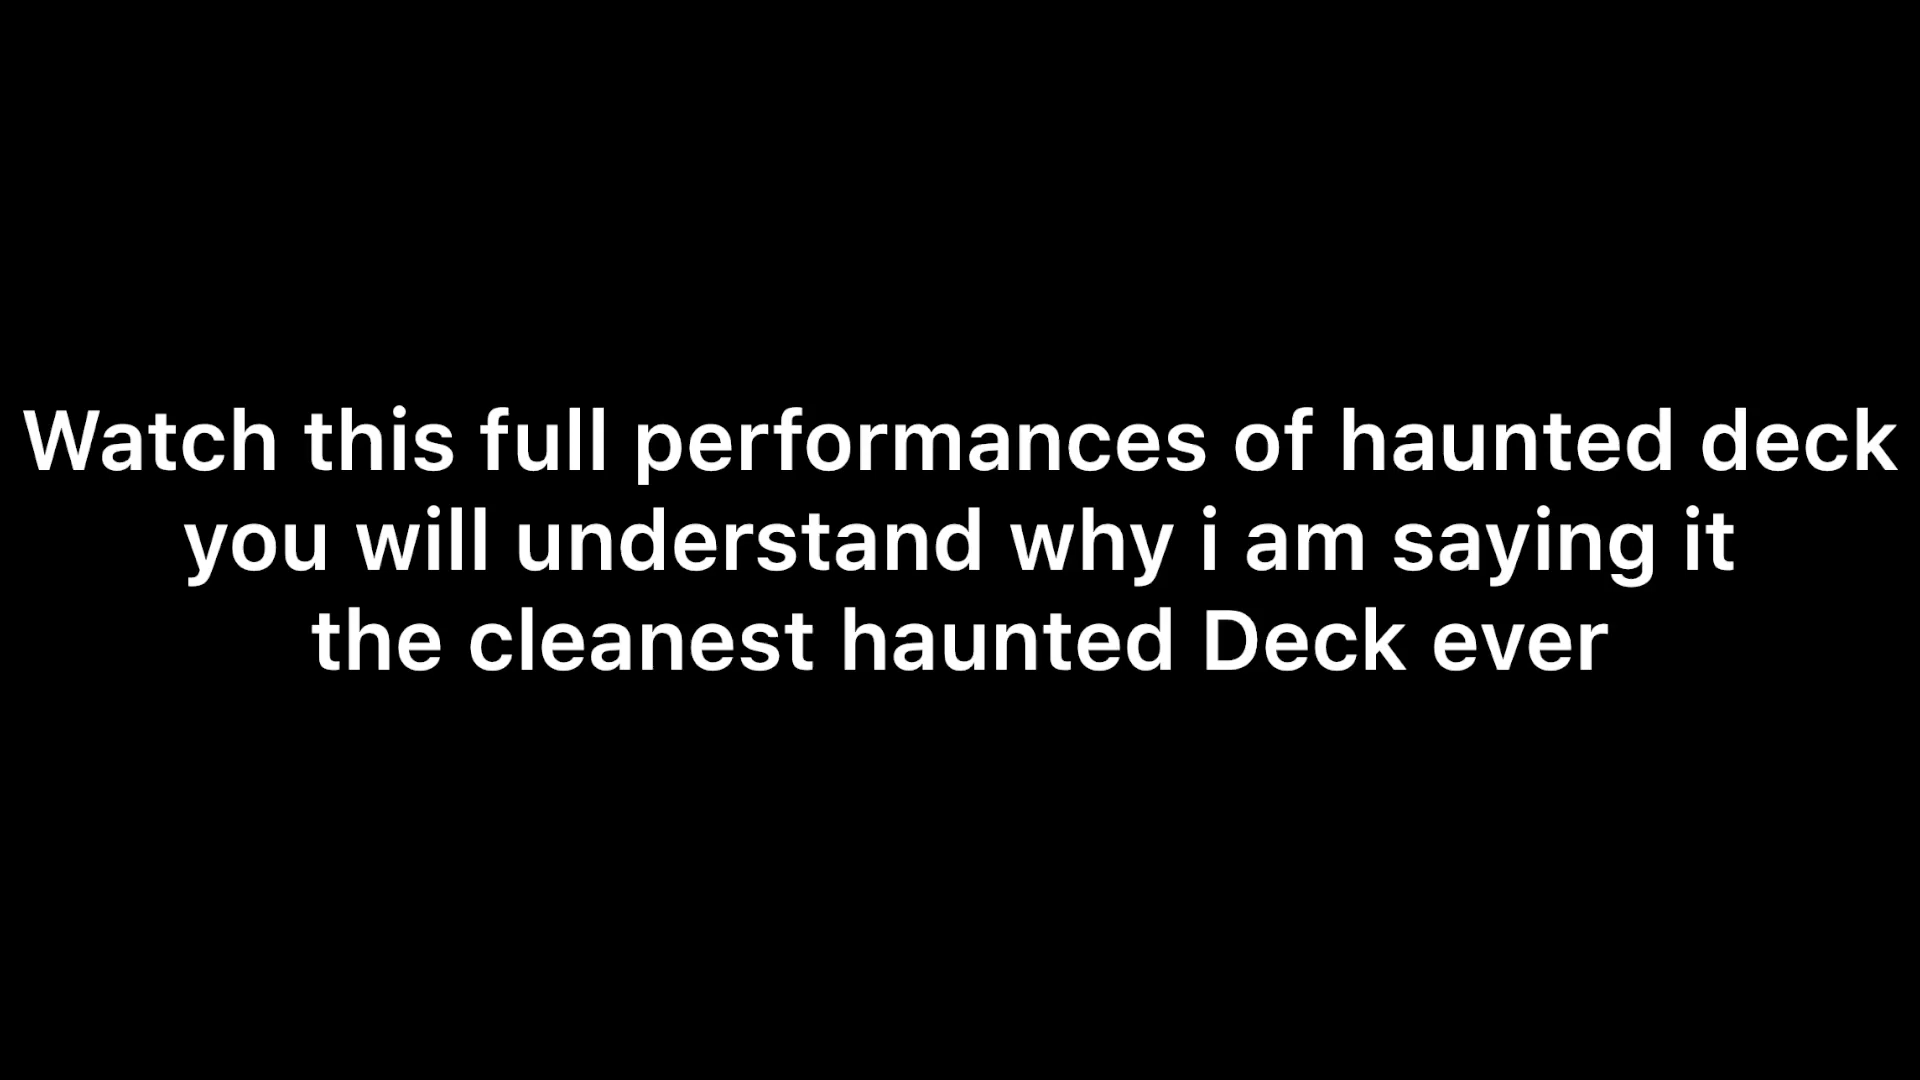 Watch this full performances of haunted deck
you will understand why i am saying it
the cleanest haunted Deck ever